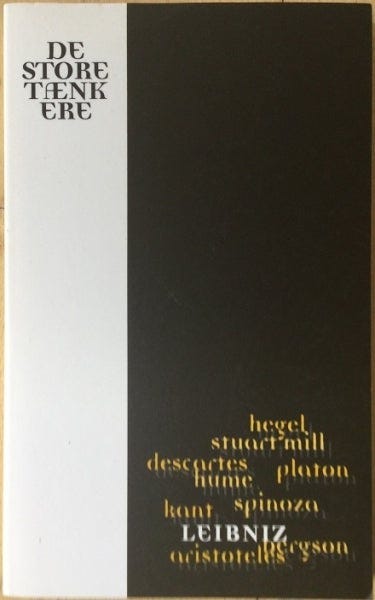 DE
STORE
TÆNK
ERE
hegel
stuart mill
descartes platon
hume
spinoza
kant
LEIBNIZ
bergson
aristoteles